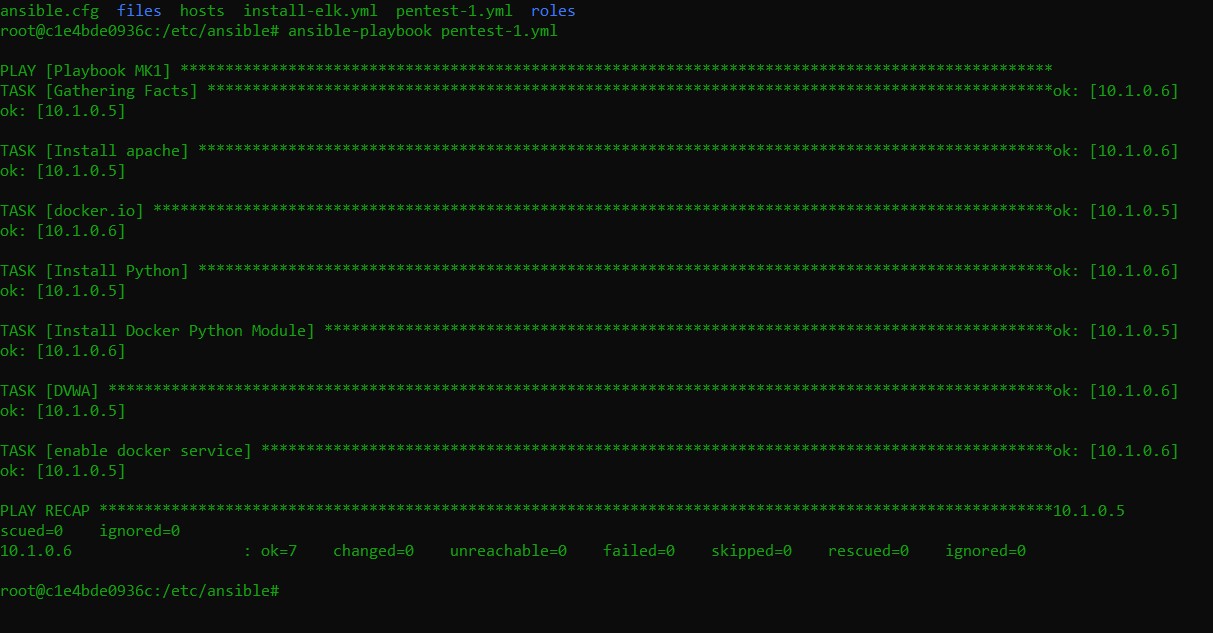 ansible.cfg  files  hosts  install-elk.yml  pentest-1.yml  roles
root@c1e4bde0936c:/etc/ansible# ansible-playbook pentest-1.yml
PLAY [Playbook MK1] *************************************************************************************************
TASK [Gathering Facts] **********************************************************************************************ok: [10.1.0.6]
ok: [10.1.0.5]
TASK [Install apache] ***********************************************************************************************ok: [10.1.0.6]
ok: [10.1.0.5]
TASK [docker.io] ****************************************************************************************************ok: [10.1.0.5]
ok: [10.1.0.6]
TASK [Install Python] ***********************************************************************************************ok: [10.1.0.6]
ok: [10.1.0.5]
TASK [Install Docker Python Module] *********************************************************************************ok: [10.1.0.5]
ok: [10.1.0.6]
TASK [DVWA] *********************************************************************************************************ok: [10.1.0.6]
ok: [10.1.0.5]
TASK [enable docker service] ****************************************************************************************ok: [10.1.0.6]
ok: [10.1.0.5]
PLAY RECAP **********************************************************************************************************10.1.0.5
scued=0    ignored=0
10.1.0.6                   : ok=7    changed=0    unreachable=0    failed=0    skipped=0    rescued=0    ignored=0
root@c1e4bde0936c:/etc/ansible#